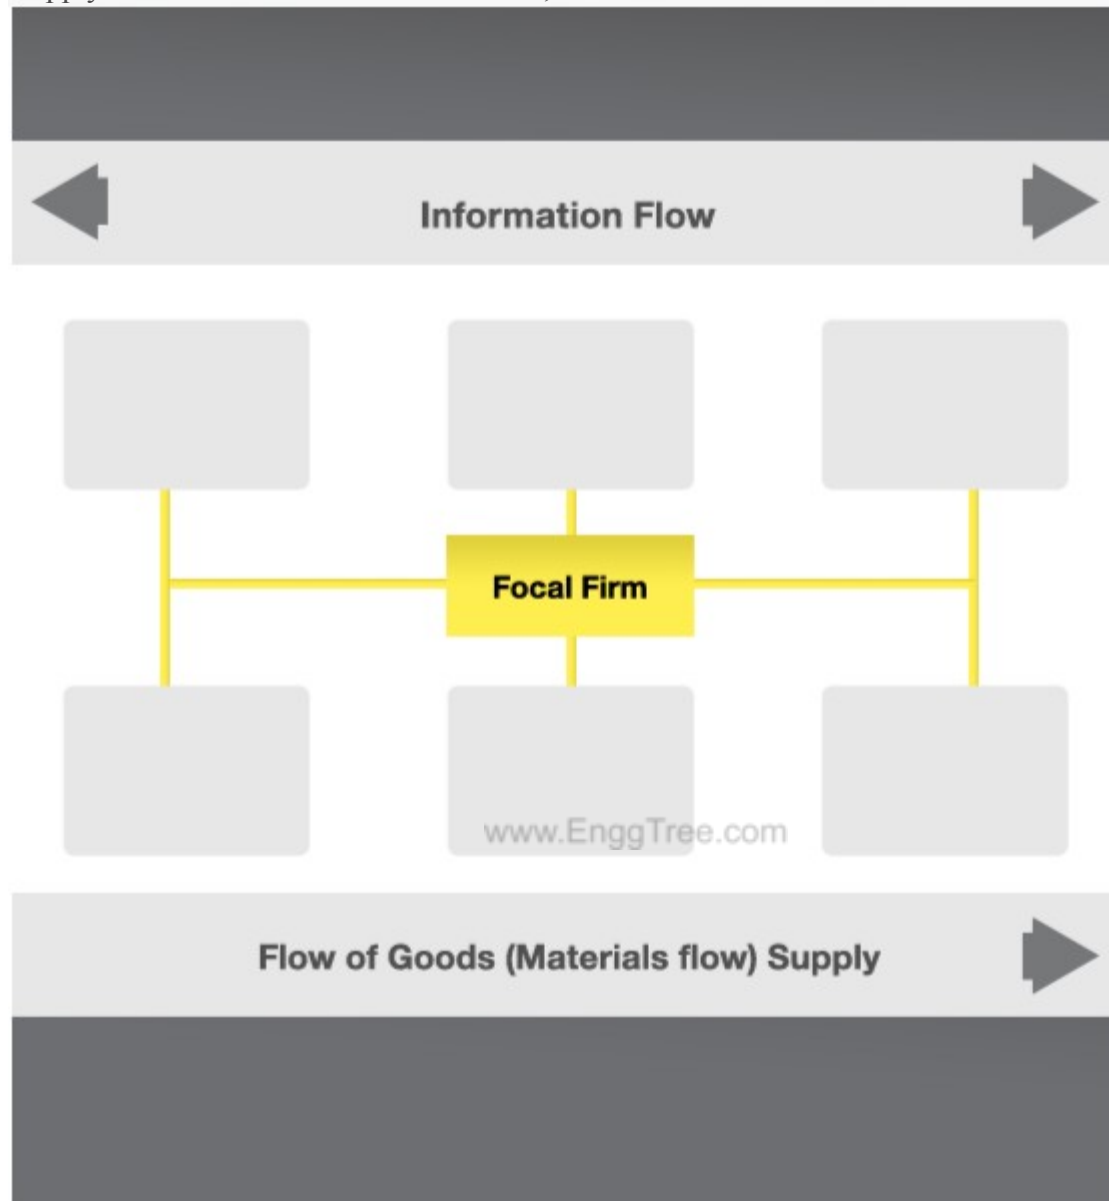 Information Flow
Focal Firm
www.EnggTree.com
Flow of Goods (Materials flow) Supply